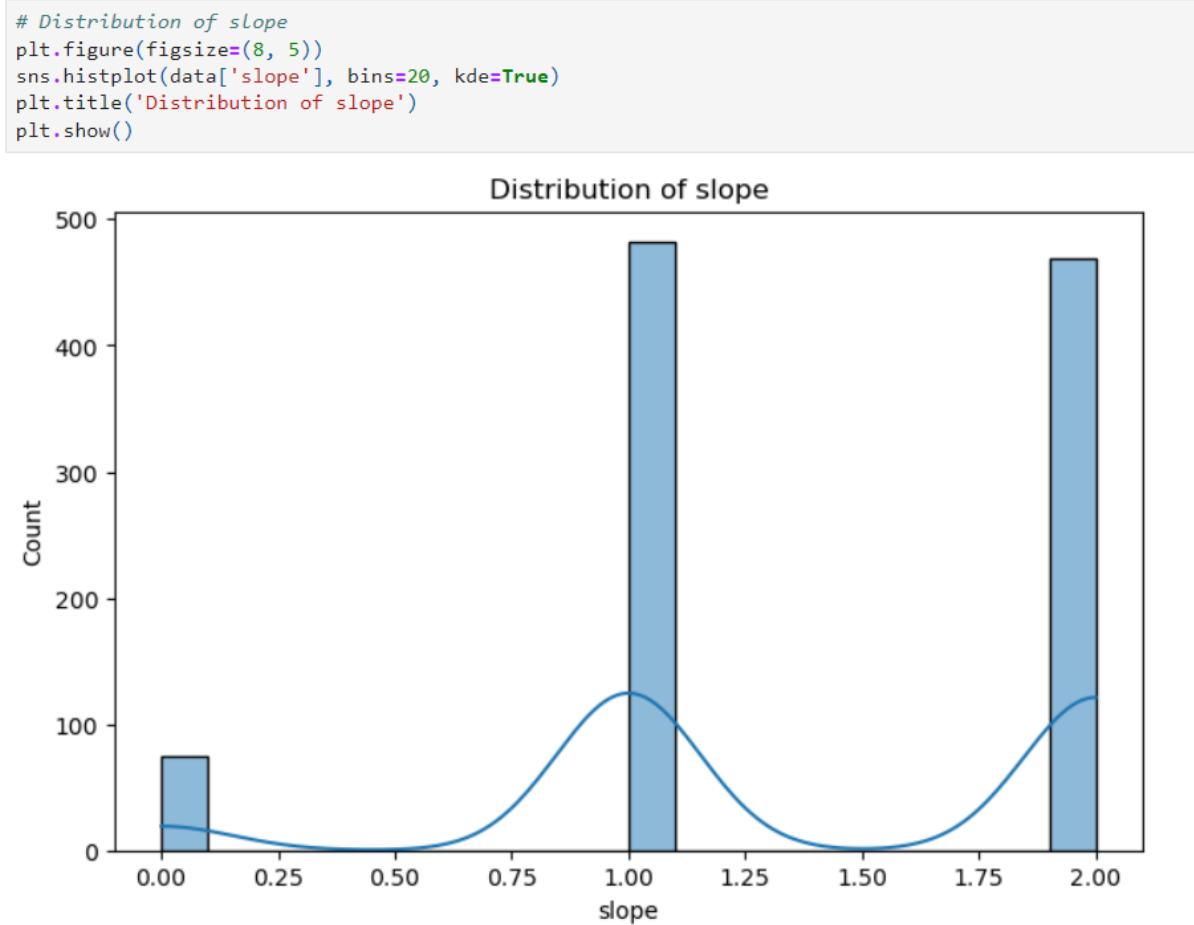 # Distribution of slope
plt.figure(figsize=(8, 5))
sns.histplot(data['slope'], bins=20, kde=True)
plt.title('Distribution of slope')
plt.show()
Distribution of slope
500
400
300
200
100
0
Count
0.00 0.25 0.50 0.75 1.00 1.25 1.50 1.75 2.00
slope